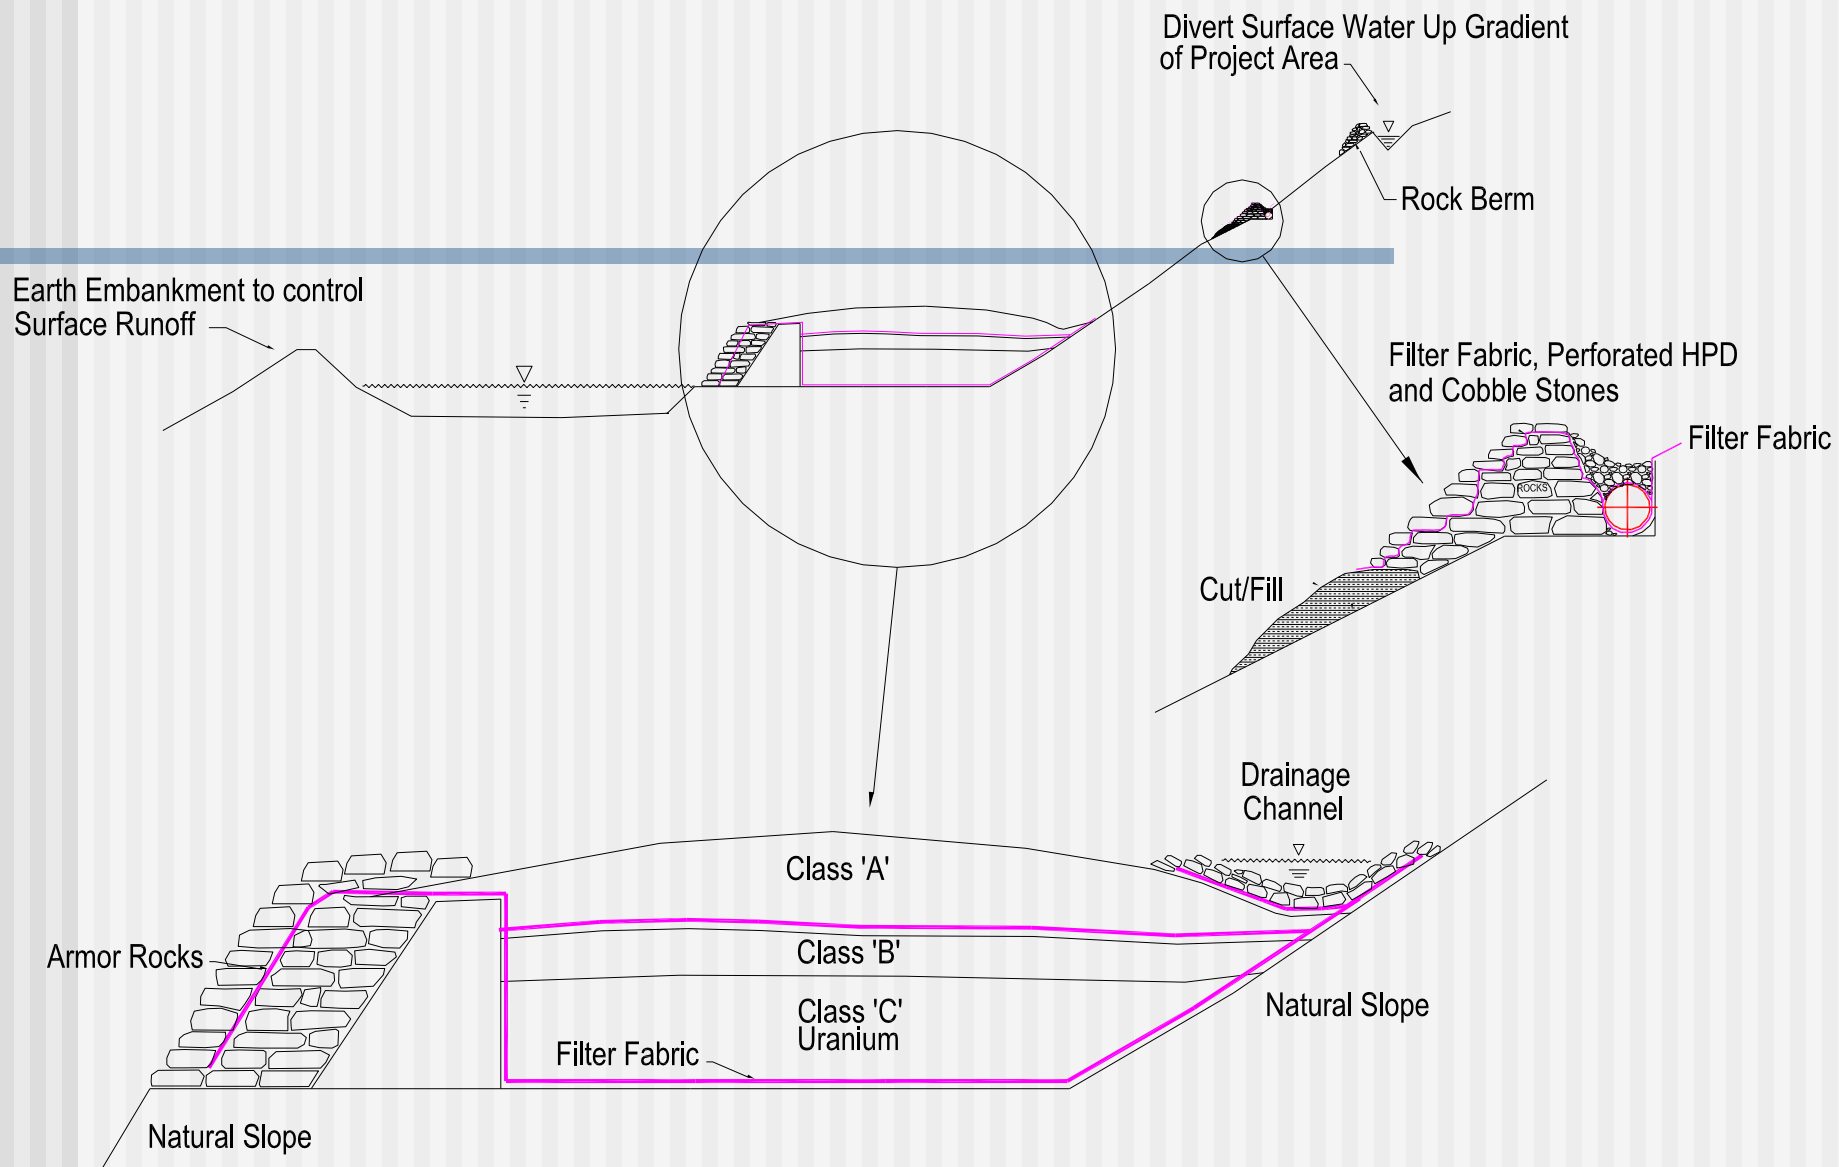 Divert Surface Water Up Gradient
of Project Area
Rock Berm
Earth Embankment to control
Surface Runoff
Filter Fabric, Perforated HPD
and Cobble Stones
Filter Fabric
ROCKS
Cut/Fill
Drainage
Channel
Class 'A'
Armor Rocks
Class 'B'
Class 'C'
Uranium
Natural Slope
Filter Fabric
Natural Slope